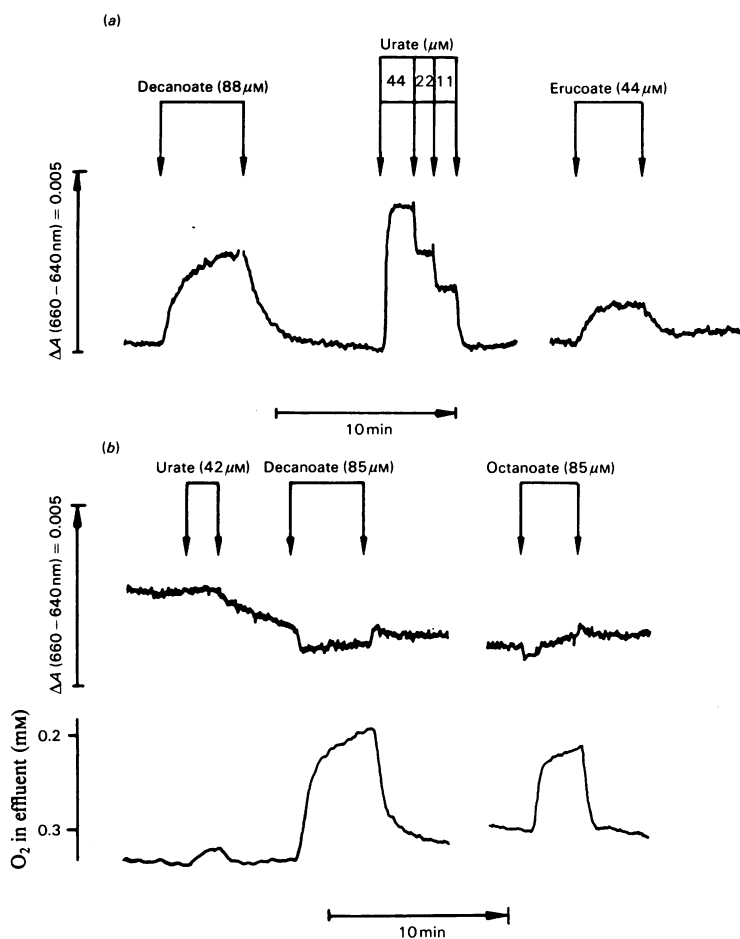 (a)
Urate (μM)
44 22 11
Decanoate (88 μM)
Erucoate (44 μM)
ΔA (660 – 640 nm) = 0.005
10 min
(b)
Urate (42 μM) Decanoate (85 μM) Octanoate (85 μM)
ΔA (660 – 640 nm) = 0.005
O₂ in effluent (mM)
0.2
0.3
10 min